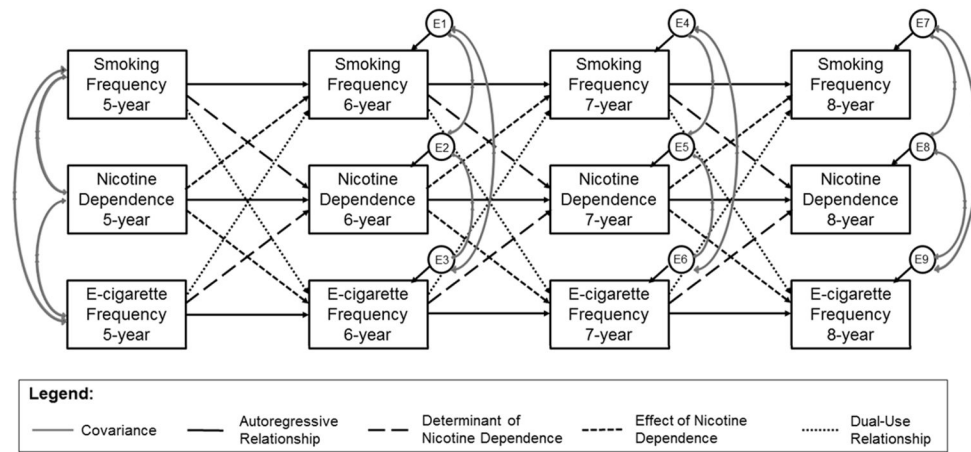 E1
E4
E7
Smoking
Frequency
5-year
Smoking
Frequency
6-year
Smoking
Frequency
7-year
Smoking
Frequency
8-year
E2
E5
E8
Nicotine
Dependence
5-year
Nicotine
Dependence
6-year
Nicotine
Dependence
7-year
Nicotine
Dependence
8-year
E3
E6
E9
E-cigarette
Frequency
5-year
E-cigarette
Frequency
6-year
E-cigarette
Frequency
7-year
E-cigarette
Frequency
8-year
Legend:
Covariance
Autoregressive
Relationship
Determinant of
Nicotine Dependence
Effect of Nicotine
Dependence
Dual-Use
Relationship